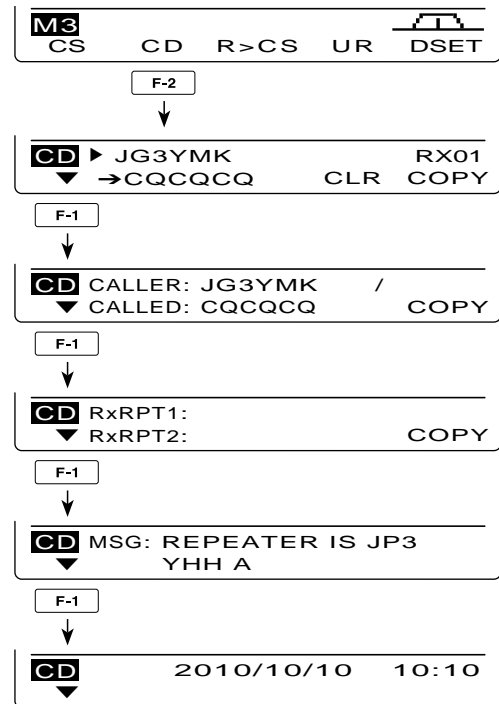 M3
CS CD R>CS UR DSET
F-2
CD ▶ JG3YMK RX01
▼ →CQCQCQ CLR COPY
F-1
CD CALLER: JG3YMK /
▼ CALLED: CQCQCQ COPY
F-1
CD RxRPT1:
▼ RxRPT2: COPY
F-1
CD MSG: REPEATER IS JP3
▼ YHH A
F-1
CD 2010/10/10 10:10
▼